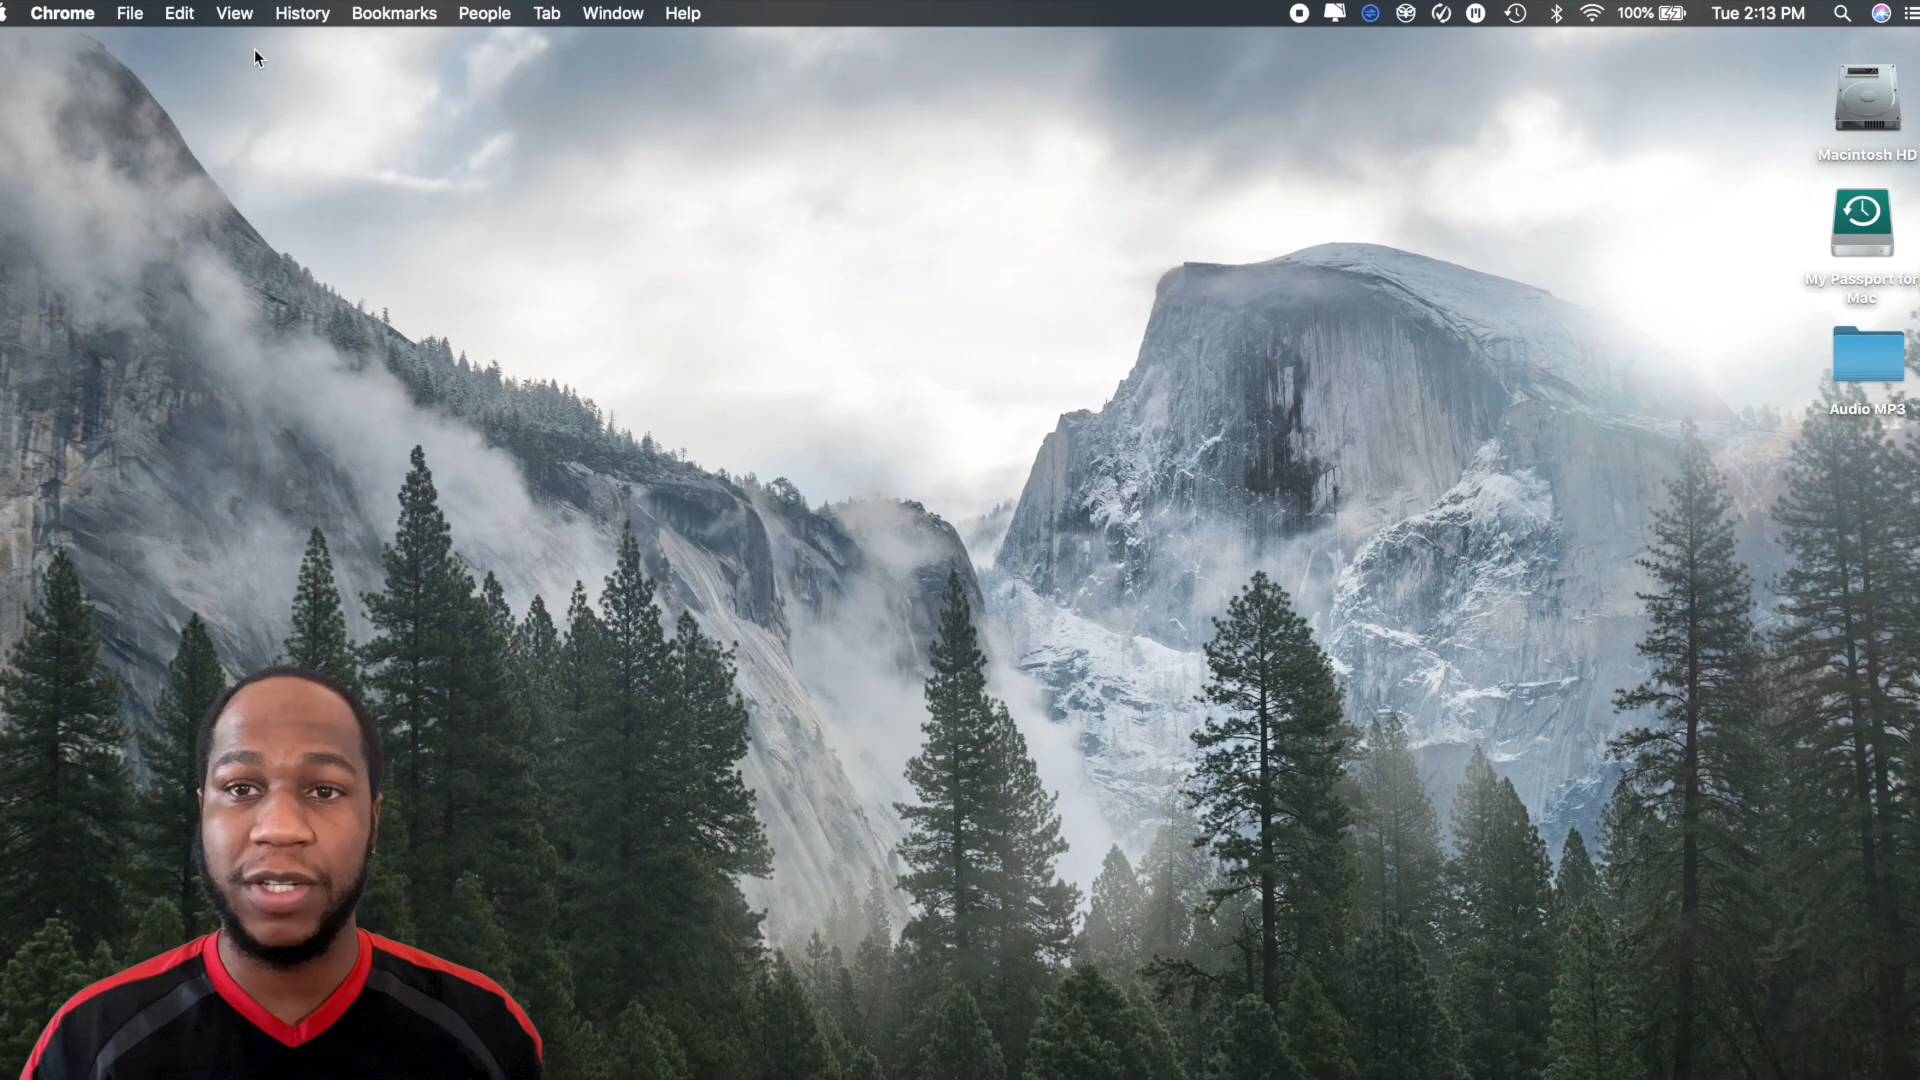 Chrome File Edit View History Bookmarks People Tab Window Help 100% Tue 2:13 PM
Macintosh HD
My Passport for
Mac
Audio MP3